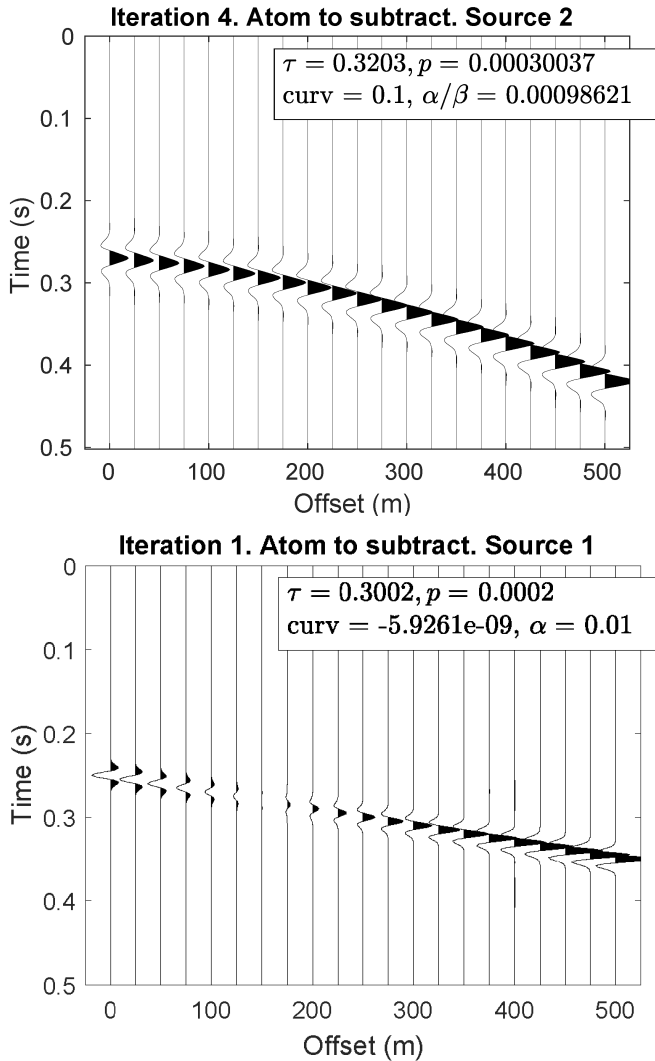 Iteration 4. Atom to subtract. Source 2
τ = 0.3203, p = 0.00030037
curv = 0.1, α/β = 0.00098621
0
0.1
0.2
0.3
0.4
0.5
Time (s)
0 100 200 300 400 500
Offset (m)
Iteration 1. Atom to subtract. Source 1
τ = 0.3002, p = 0.0002
curv = -5.9261e-09, α = 0.01
0
0.1
0.2
0.3
0.4
0.5
Time (s)
0 100 200 300 400 500
Offset (m)